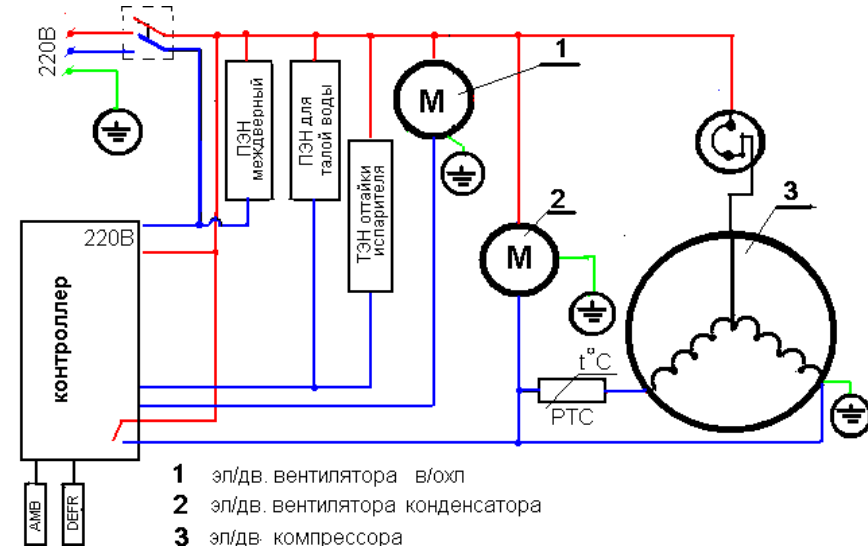 220В
ПЭН междверный
ПЭН для талой воды
ТЭН оттайки испарителя
М
1
М
2
3
220В
контроллер
t°C
РТС
AMB
DEFR
1 эл/дв. вентилятора в/охл
2 эл/дв. вентилятора конденсатора
3 эл/дв. компрессора